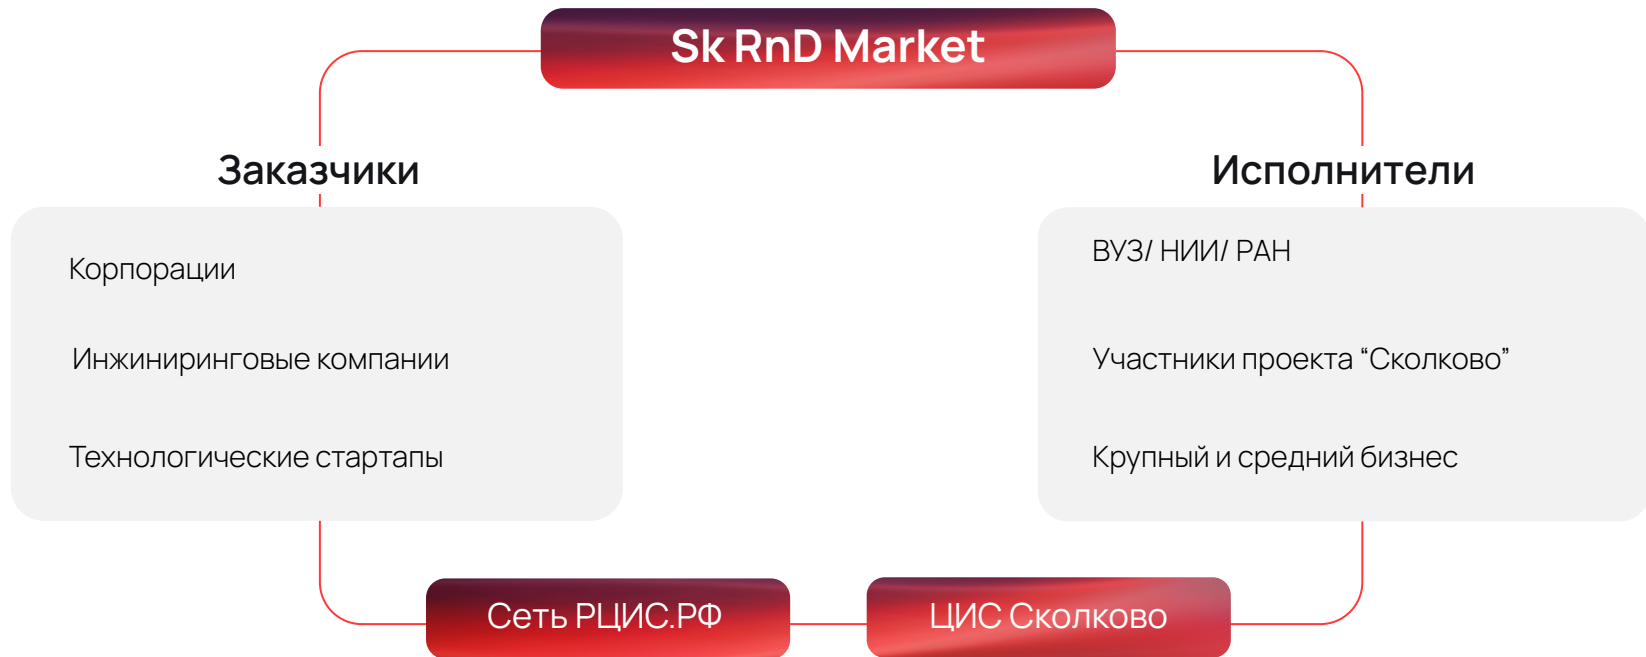 Sk RnD Market
Заказчики
Корпорации
Инжиниринговые компании
Технологические стартапы
Исполнители
ВУЗ/ НИИ/ РАН
Участники проекта “Сколково”
Крупный и средний бизнес
Сеть РЦИС.РФ
ЦИС Сколково